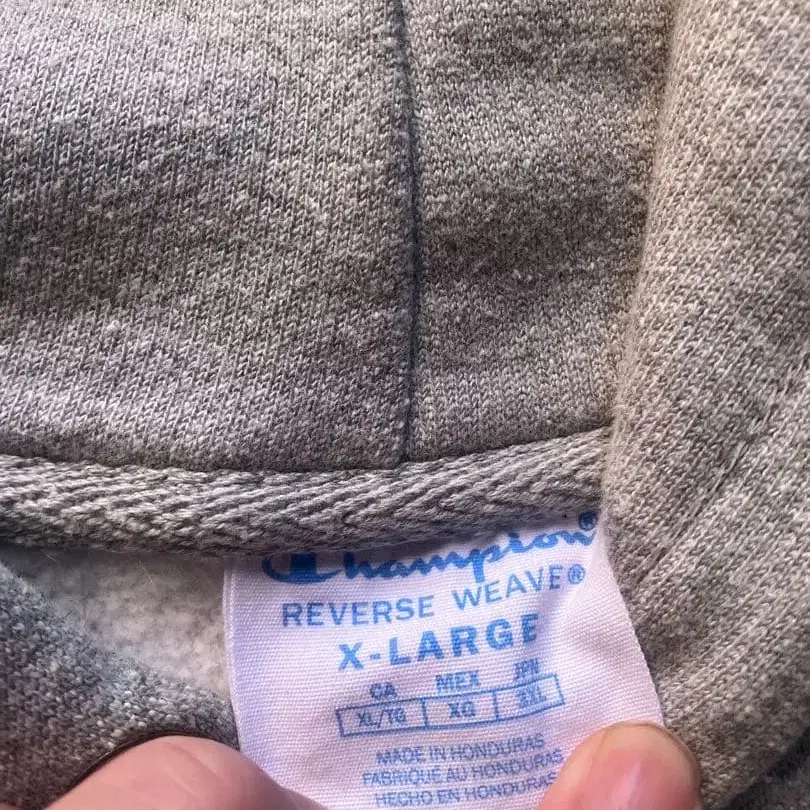 Champion®
REVERSE WEAVE®
X-LARGE
CA MEX JPN
XL/TG XG 3XL
MADE IN HONDURAS
FABRIQUÉ AU HONDURAS
HECHO EN HONDURAS